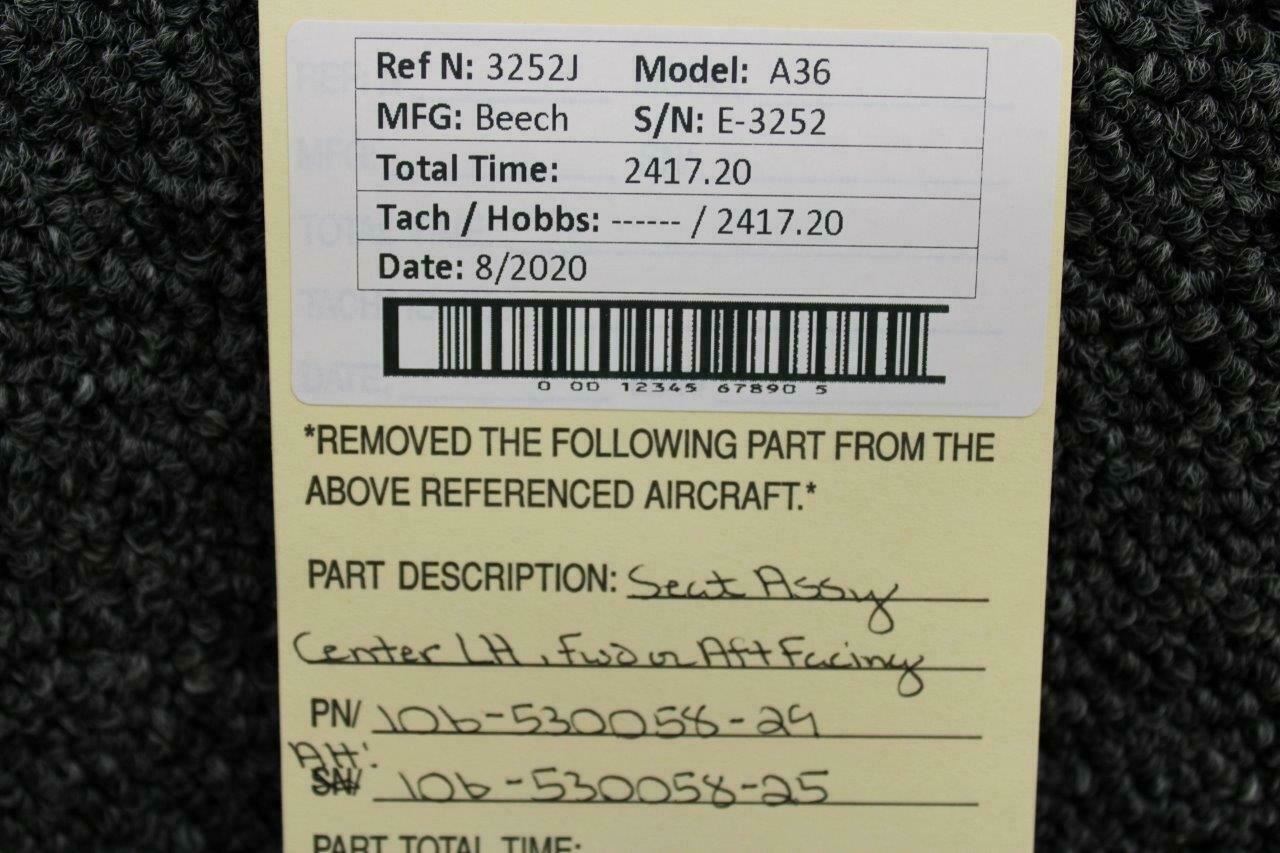 Ref N: 3252J Model: A36
MFG: Beech S/N: E-3252
Total Time: 2417.20
Tach / Hobbs: ------ / 2417.20
Date: 8/2020
0 00 12345 67890 5
*REMOVED THE FOLLOWING PART FROM THE
ABOVE REFERENCED AIRCRAFT.*
PART DESCRIPTION: Seat Assy
Center LH, Fwd or Aft Facing
PN/ 106-530058-29
Alt:
SN/ 106-530058-25
PART TOTAL TIME: